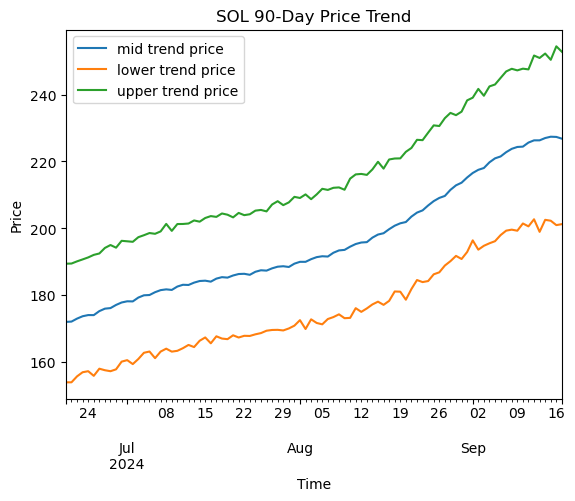 SOL 90-Day Price Trend
mid trend price
lower trend price
upper trend price
Price
240
220
200
180
160
24 08 15 22 29 05 12 19 26 02 09 16
Jul Aug Sep
2024
Time